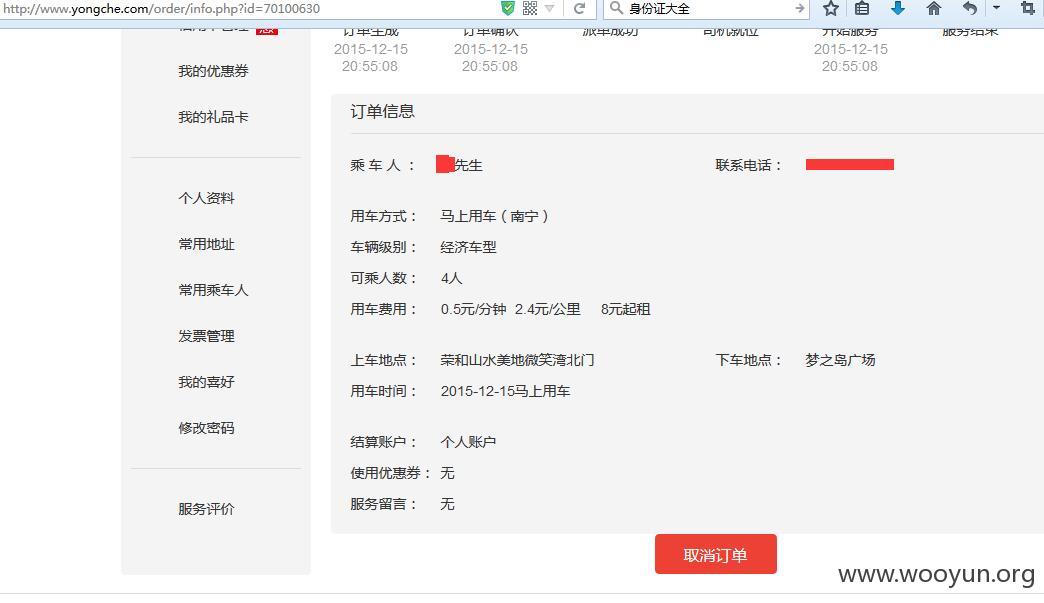 http://www.yongche.com/order/info.php?id=70100630
身份证大全
信用卡管理
订单生成 订单确认 派单成功 司机就位 开始服务 服务结束
2015-12-15 2015-12-15 2015-12-15
20:55:08 20:55:08 20:55:08
我的优惠券
我的礼品卡
个人资料
常用地址
常用乘车人
发票管理
我的喜好
修改密码
服务评价
订单信息
乘 车 人 ： 先生 联系电话：
用车方式： 马上用车（南宁）
车辆级别： 经济车型
可乘人数： 4人
用车费用： 0.5元/分钟 2.4元/公里 8元起租
上车地点： 荣和山水美地微笑湾北门 下车地点： 梦之岛广场
用车时间： 2015-12-15马上用车
结算账户： 个人账户
使用优惠券： 无
服务留言： 无
取消订单
www.wooyun.org